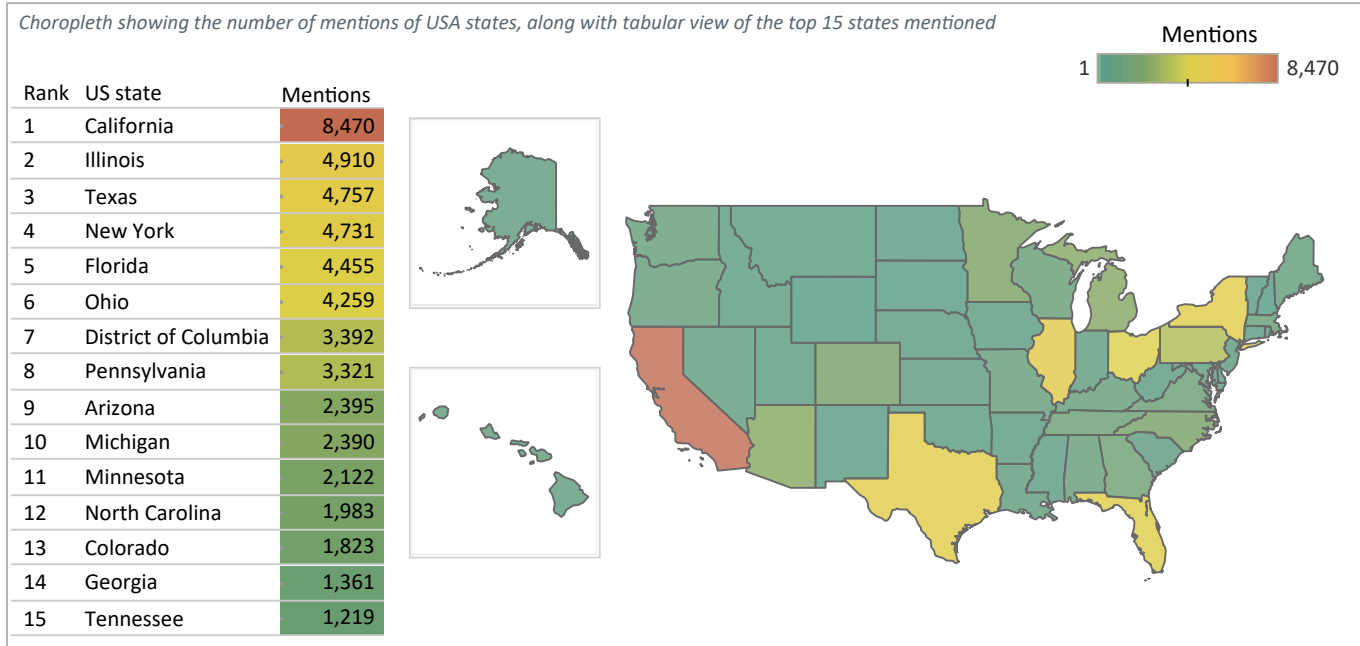 Choropleth showing the number of mentions of USA states, along with tabular view of the top 15 states mentioned
Mentions
1 8,470
Rank US state Mentions
1 California 8,470
2 Illinois 4,910
3 Texas 4,757
4 New York 4,731
5 Florida 4,455
6 Ohio 4,259
7 District of Columbia 3,392
8 Pennsylvania 3,321
9 Arizona 2,395
10 Michigan 2,390
11 Minnesota 2,122
12 North Carolina 1,983
13 Colorado 1,823
14 Georgia 1,361
15 Tennessee 1,219